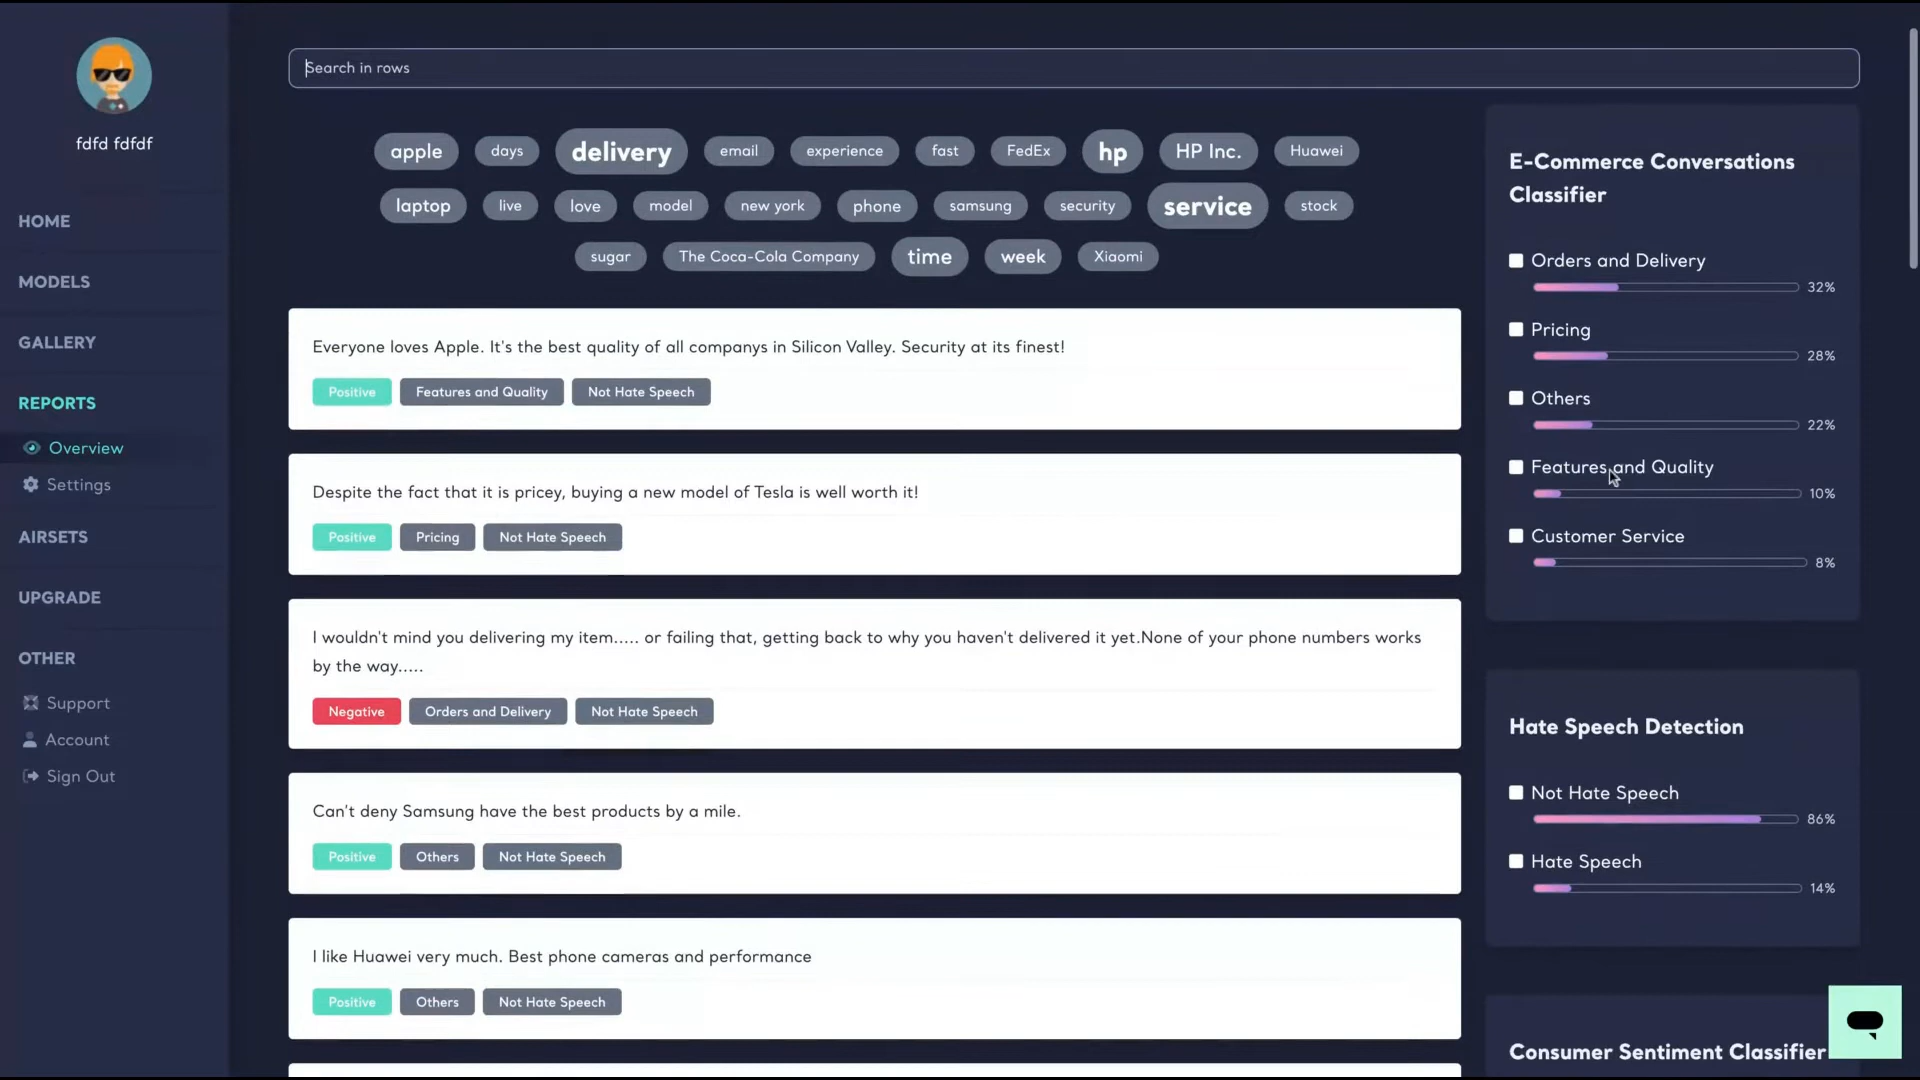 fdfd fdfdf
HOME
MODELS
GALLERY
REPORTS
Overview
Settings
AIRSETS
UPGRADE
OTHER
Support
Account
Sign Out
Search in rows
apple days delivery email experience fast FedEx hp HP Inc. Huawei
laptop live love model new york phone samsung security service stock
sugar The Coca-Cola Company time week Xiaomi
Everyone loves Apple. It's the best quality of all companys in Silicon Valley. Security at its finest!
Positive Features and Quality Not Hate Speech
Despite the fact that it is pricey, buying a new model of Tesla is well worth it!
Positive Pricing Not Hate Speech
I wouldn't mind you delivering my item..... or failing that, getting back to why you haven't delivered it yet.None of your phone numbers works
by the way.....
Negative Orders and Delivery Not Hate Speech
Can't deny Samsung have the best products by a mile.
Positive Others Not Hate Speech
I like Huawei very much. Best phone cameras and performance
Positive Others Not Hate Speech
E-Commerce Conversations
Classifier
Orders and Delivery
32%
Pricing
28%
Others
22%
Features and Quality
10%
Customer Service
8%
Hate Speech Detection
Not Hate Speech
86%
Hate Speech
14%
Consumer Sentiment Classifier